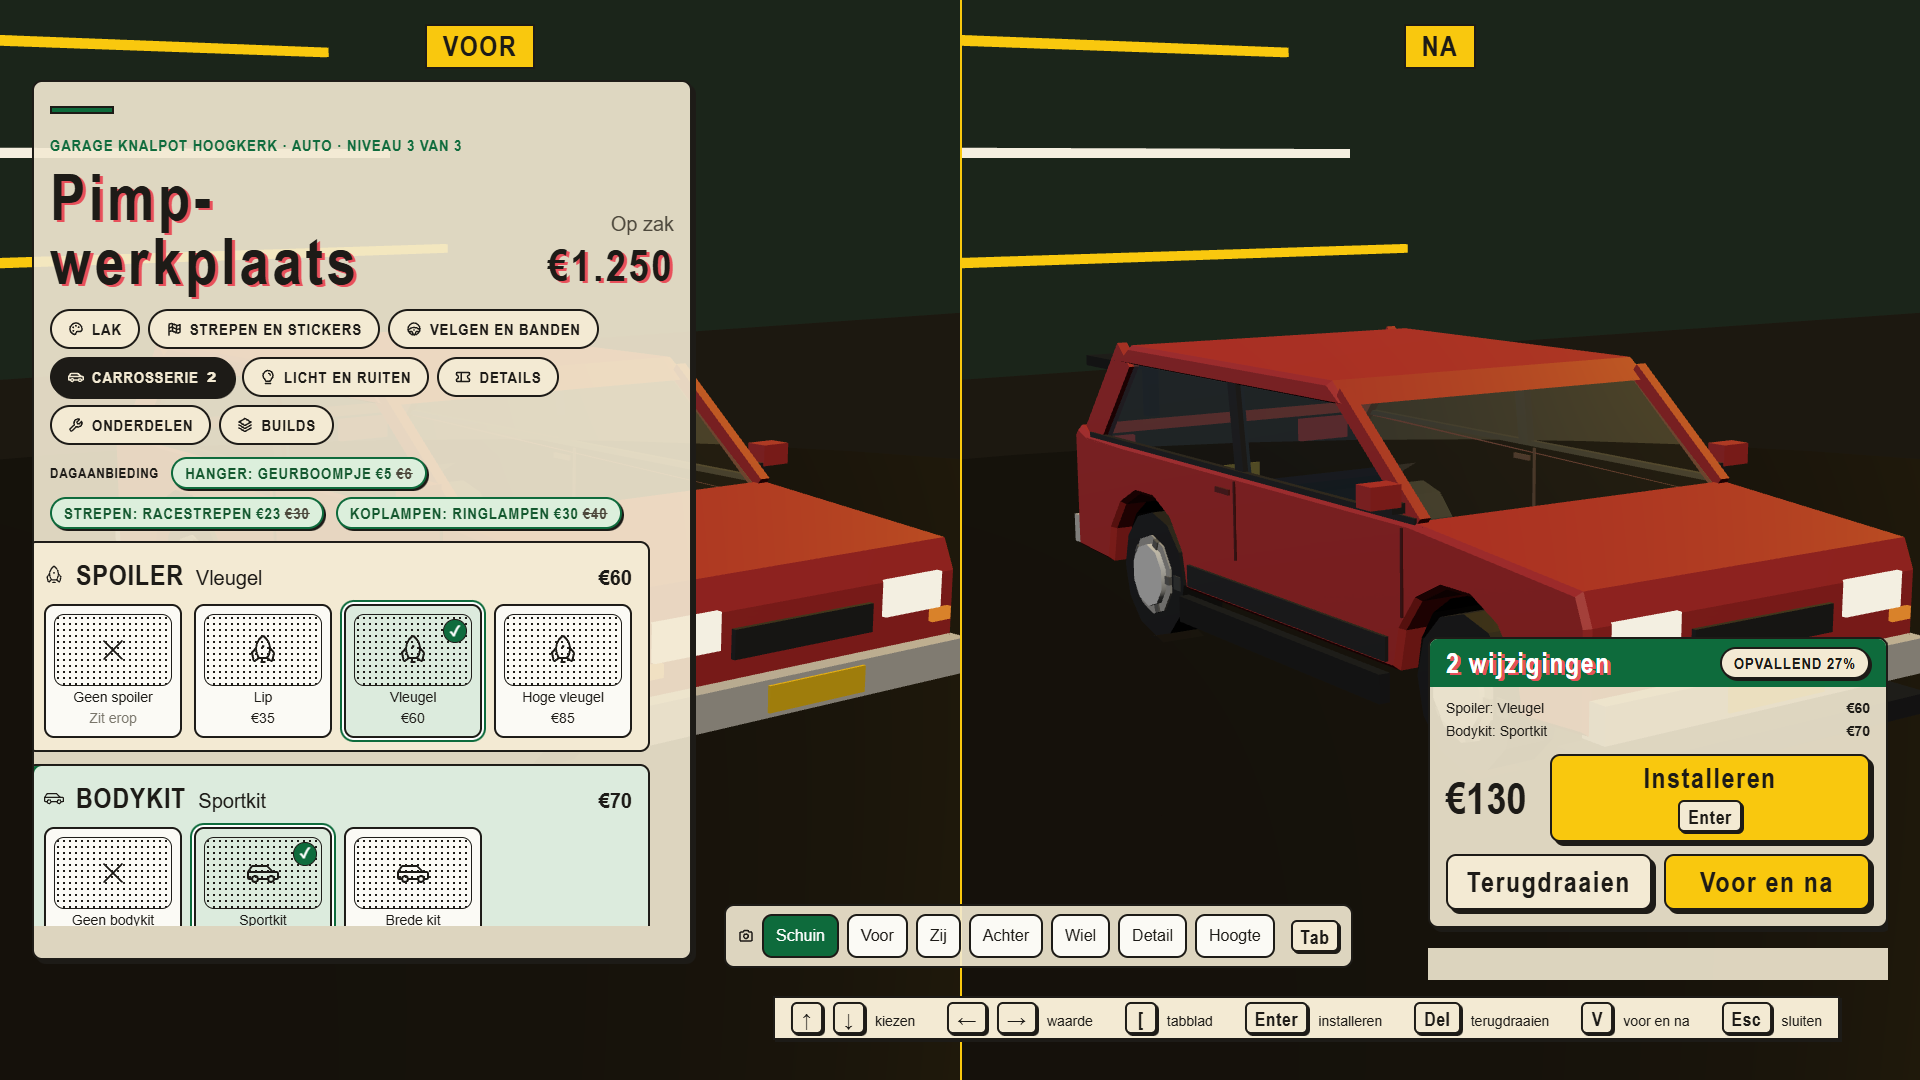 VOOR
NA
GARAGE KNALPOT HOOGKERK · AUTO · NIVEAU 3 VAN 3
Pimp-
werkplaats
Op zak
€1.250
LAK
STREPEN EN STICKERS
VELGEN EN BANDEN
CARROSSERIE 2
LICHT EN RUITEN
DETAILS
ONDERDELEN
BUILDS
DAGAANBIEDING
HANGER: GEURBOOMPJE €5 €6
STREPEN: RACESTREPEN €23 €30
KOPLAMPEN: RINGLAMPEN €30 €40
SPOILER Vleugel €60
Geen spoiler
Zit erop
Lip
€35
Vleugel
€60
Hoge vleugel
€85
BODYKIT Sportkit €70
Geen bodykit
Sportkit
Brede kit
2 wijzigingen
OPVALLEND 27%
Spoiler: Vleugel €60
Bodykit: Sportkit €70
€130
Installeren
Enter
Terugdraaien
Voor en na
Schuin
Voor
Zij
Achter
Wiel
Detail
Hoogte
Tab
↑ ↓ kiezen
← → waarde
[ tabblad
Enter installeren
Del terugdraaien
V voor en na
Esc sluiten